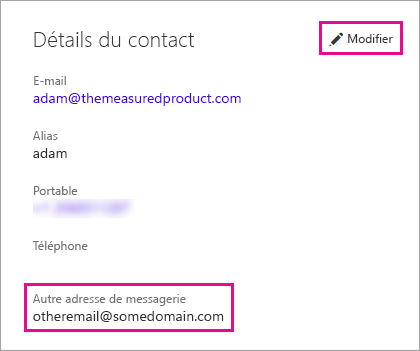 Détails du contact
Modifier
E-mail
adam@themeasuredproduct.com
Alias
adam
Portable
Téléphone
Autre adresse de messagerie
otheremail@somedomain.com